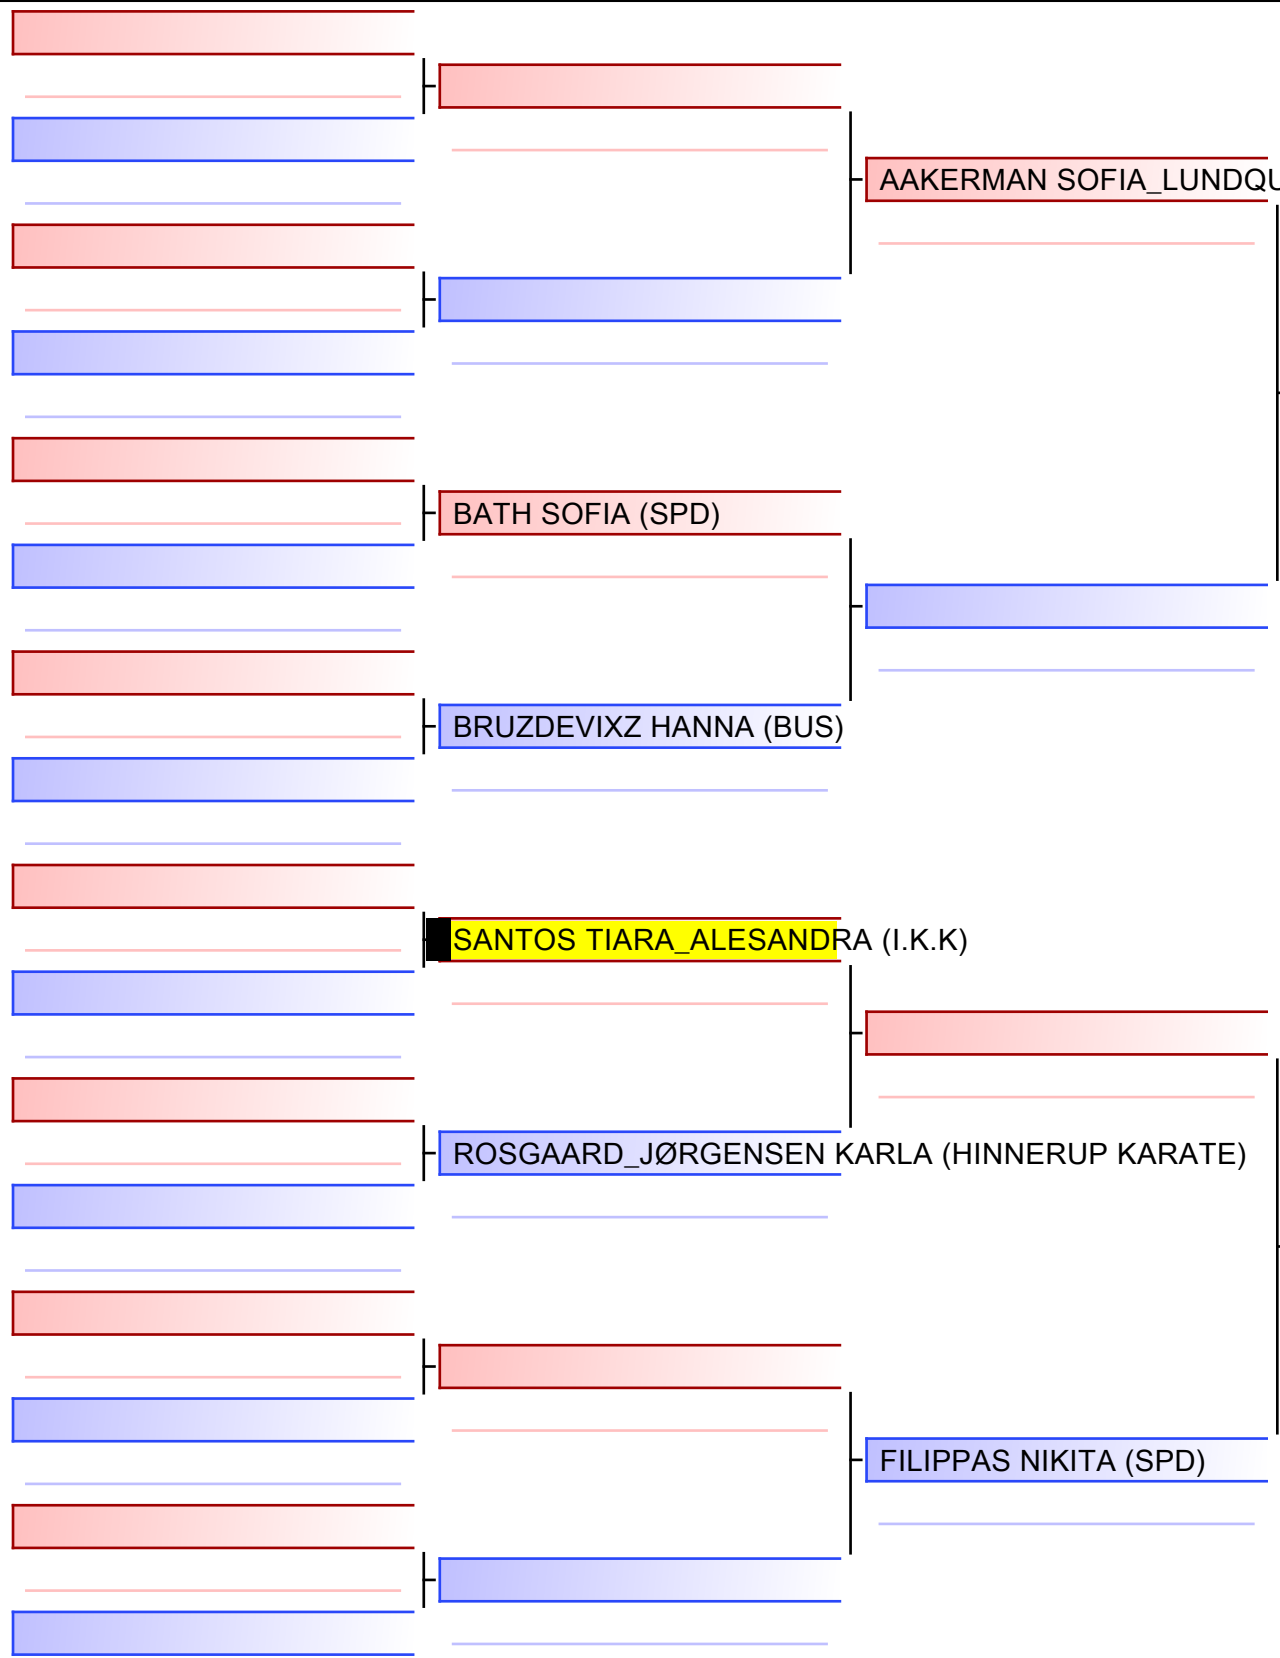 AAKERMAN SOFIA_LUNDQU
BATH SOFIA (SPD)
BRUZDEVIXZ HANNA (BUS)
SANTOS TIARA_ALESANDRA (I.K.K)
ROSGAARD_JØRGENSEN KARLA (HINNERUP KARATE)
FILIPPAS NIKITA (SPD)